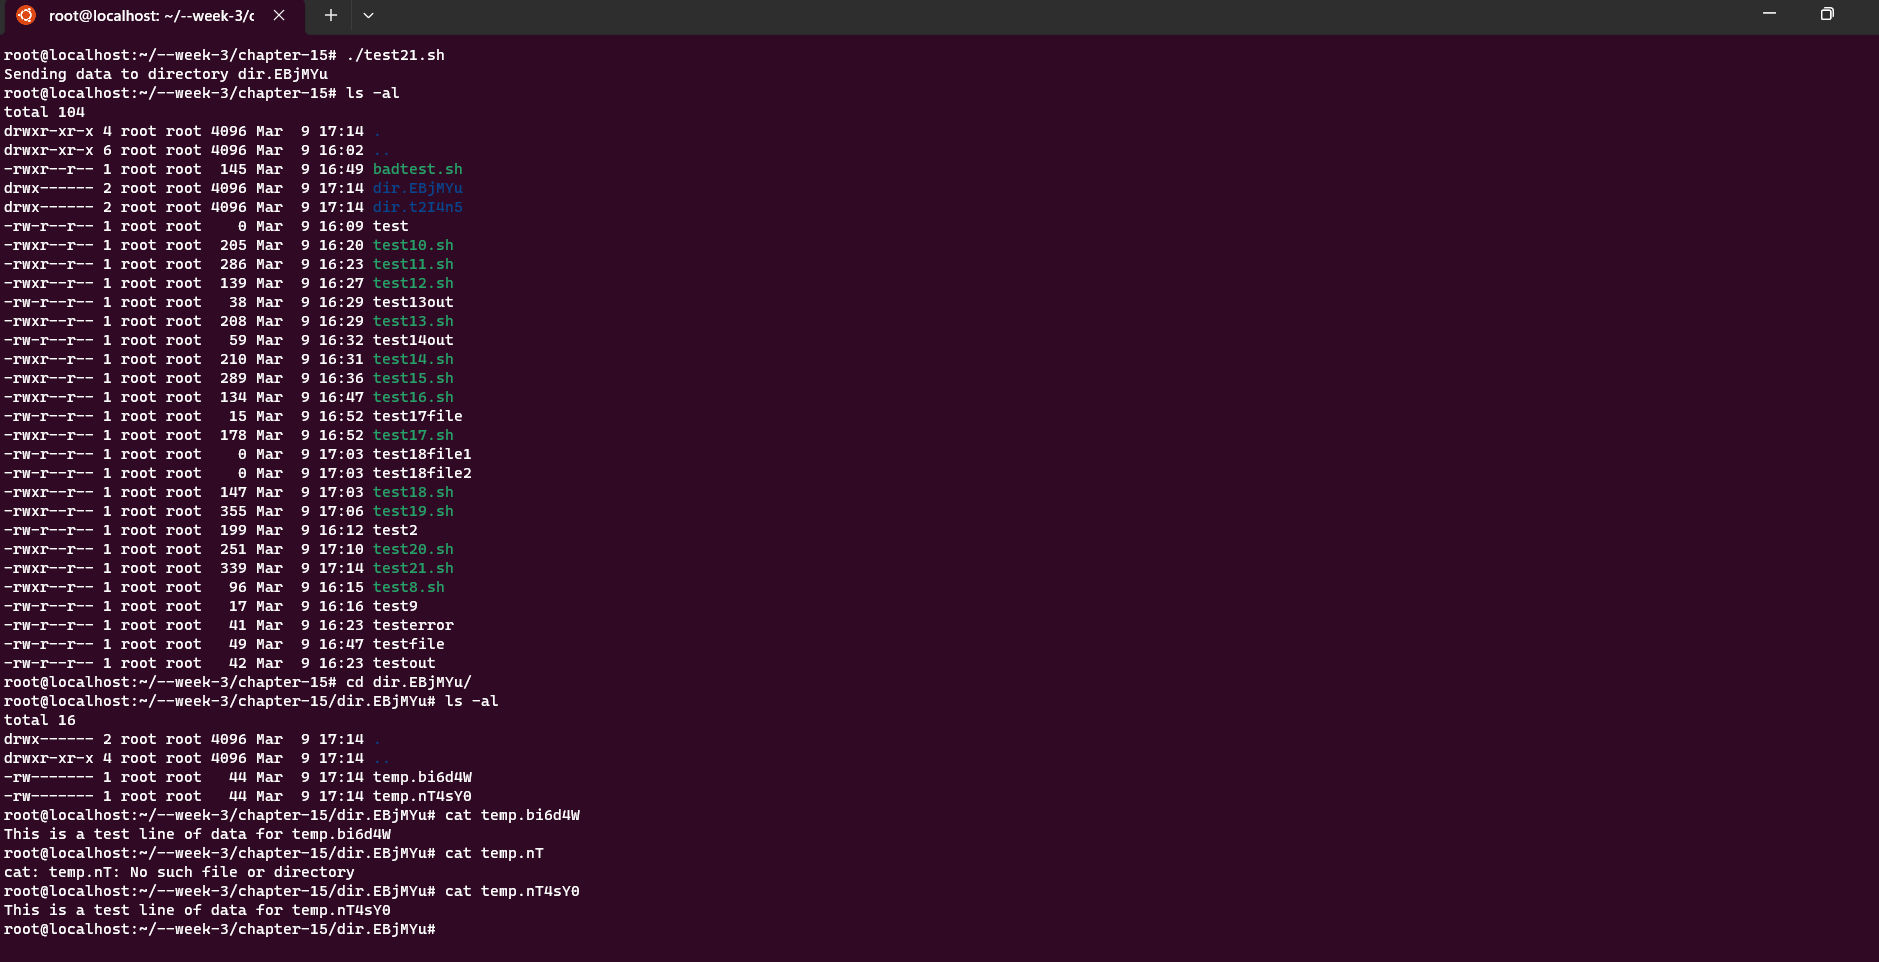 root@localhost: ~/--week-3/c
root@localhost:~/--week-3/chapter-15# ./test21.sh
Sending data to directory dir.EBjMYu
root@localhost:~/--week-3/chapter-15# ls -al
total 104
drwxr-xr-x 4 root root 4096 Mar  9 17:14 .
drwxr-xr-x 6 root root 4096 Mar  9 16:02 ..
-rwxr--r-- 1 root root  145 Mar  9 16:49 badtest.sh
drwx------ 2 root root 4096 Mar  9 17:14 dir.EBjMYu
drwx------ 2 root root 4096 Mar  9 17:14 dir.t2I4n5
-rw-r--r-- 1 root root    0 Mar  9 16:09 test
-rwxr--r-- 1 root root  205 Mar  9 16:20 test10.sh
-rwxr--r-- 1 root root  286 Mar  9 16:23 test11.sh
-rwxr--r-- 1 root root  139 Mar  9 16:27 test12.sh
-rw-r--r-- 1 root root   38 Mar  9 16:29 test13out
-rwxr--r-- 1 root root  208 Mar  9 16:29 test13.sh
-rw-r--r-- 1 root root   59 Mar  9 16:32 test14out
-rwxr--r-- 1 root root  210 Mar  9 16:31 test14.sh
-rwxr--r-- 1 root root  289 Mar  9 16:36 test15.sh
-rwxr--r-- 1 root root  134 Mar  9 16:47 test16.sh
-rw-r--r-- 1 root root   15 Mar  9 16:52 test17file
-rwxr--r-- 1 root root  178 Mar  9 16:52 test17.sh
-rw-r--r-- 1 root root    0 Mar  9 17:03 test18file1
-rw-r--r-- 1 root root    0 Mar  9 17:03 test18file2
-rwxr--r-- 1 root root  147 Mar  9 17:03 test18.sh
-rwxr--r-- 1 root root  355 Mar  9 17:06 test19.sh
-rw-r--r-- 1 root root  199 Mar  9 16:12 test2
-rwxr--r-- 1 root root  251 Mar  9 17:10 test20.sh
-rwxr--r-- 1 root root  339 Mar  9 17:14 test21.sh
-rwxr--r-- 1 root root   96 Mar  9 16:15 test8.sh
-rw-r--r-- 1 root root   17 Mar  9 16:16 test9
-rw-r--r-- 1 root root   41 Mar  9 16:23 testerror
-rw-r--r-- 1 root root   49 Mar  9 16:47 testfile
-rw-r--r-- 1 root root   42 Mar  9 16:23 testout
root@localhost:~/--week-3/chapter-15# cd dir.EBjMYu/
root@localhost:~/--week-3/chapter-15/dir.EBjMYu# ls -al
total 16
drwx------ 2 root root 4096 Mar  9 17:14 .
drwxr-xr-x 4 root root 4096 Mar  9 17:14 ..
-rw------- 1 root root   44 Mar  9 17:14 temp.bi6d4W
-rw------- 1 root root   44 Mar  9 17:14 temp.nT4sY0
root@localhost:~/--week-3/chapter-15/dir.EBjMYu# cat temp.bi6d4W
This is a test line of data for temp.bi6d4W
root@localhost:~/--week-3/chapter-15/dir.EBjMYu# cat temp.nT
cat: temp.nT: No such file or directory
root@localhost:~/--week-3/chapter-15/dir.EBjMYu# cat temp.nT4sY0
This is a test line of data for temp.nT4sY0
root@localhost:~/--week-3/chapter-15/dir.EBjMYu#